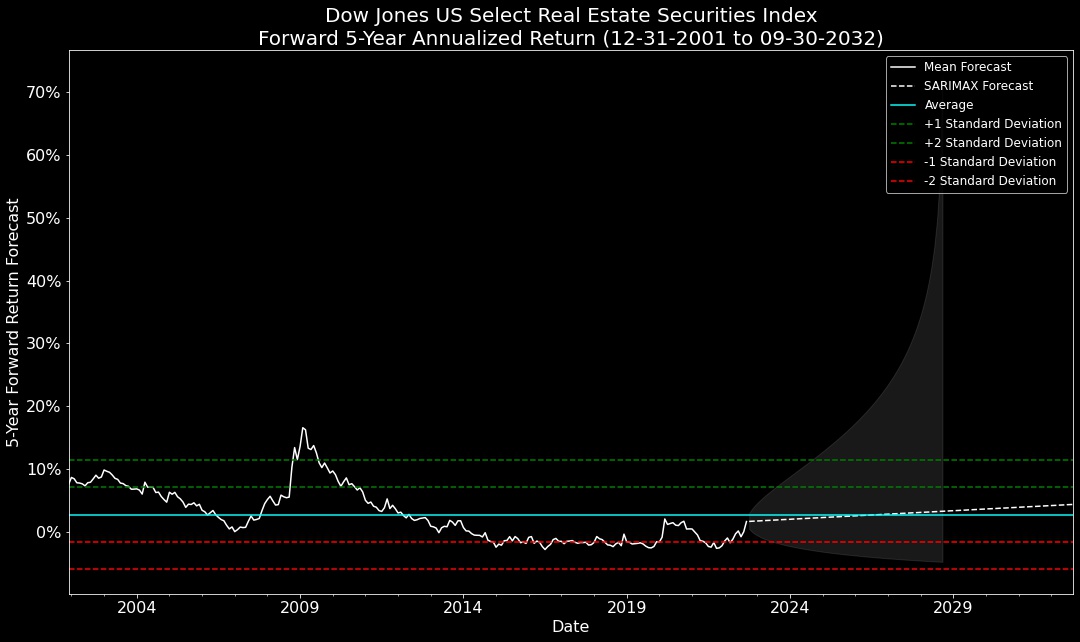 Dow Jones US Select Real Estate Securities Index
Forward 5-Year Annualized Return (12-31-2001 to 09-30-2032)
Mean Forecast
SARIMAX Forecast
Average
+1 Standard Deviation
+2 Standard Deviation
-1 Standard Deviation
-2 Standard Deviation
5-Year Forward Return Forecast
70%
60%
50%
40%
30%
20%
10%
0%
2004
2009
2014
2019
2024
2029
Date